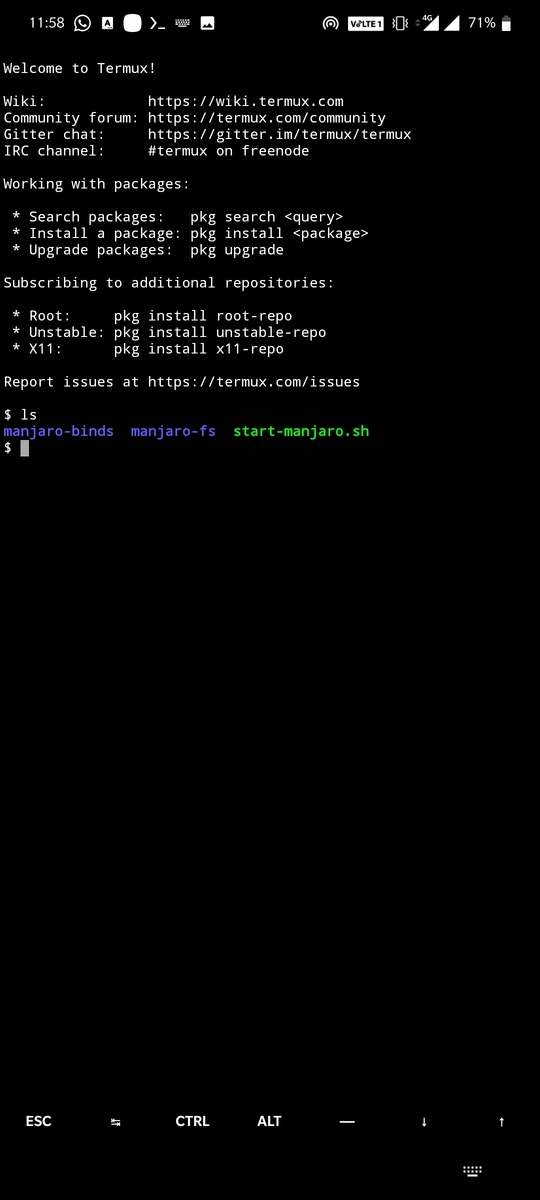 11:58 VoLTE 1 4G 71%
Welcome to Termux!
Wiki: https://wiki.termux.com
Community forum: https://termux.com/community
Gitter chat: https://gitter.im/termux/termux
IRC channel: #termux on freenode
Working with packages:
* Search packages: pkg search <query>
* Install a package: pkg install <package>
* Upgrade packages: pkg upgrade
Subscribing to additional repositories:
* Root: pkg install root-repo
* Unstable: pkg install unstable-repo
* X11: pkg install x11-repo
Report issues at https://termux.com/issues
$ ls
manjaro-binds manjaro-fs start-manjaro.sh
$
ESC ↹ CTRL ALT — ↓ ↑